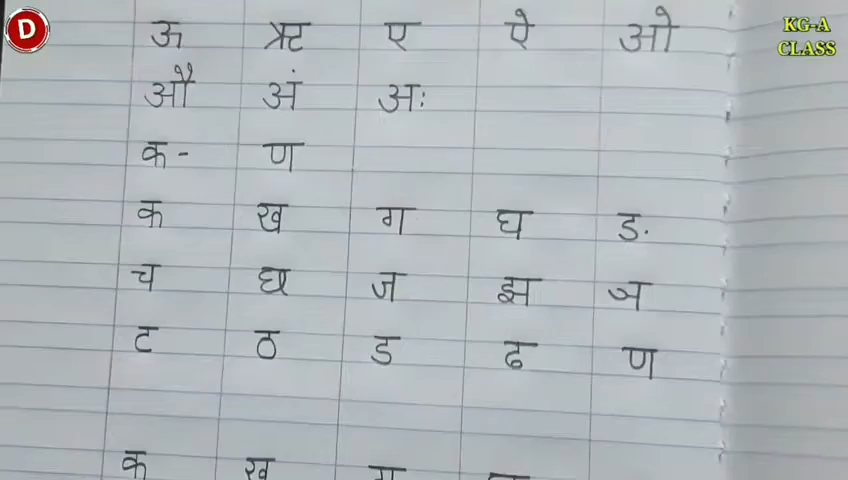 D
KG-A
CLASS
ऊ ऋ ए ऐ ओ
औ अं अः
क - ण
क ख ग घ ङ
च छ ज झ ञ
ट ठ ड ढ ण
क ख ग